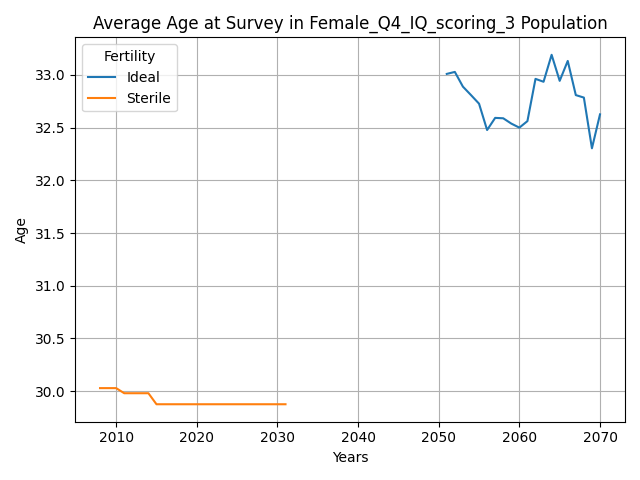 Average Age at Survey in Female_Q4_IQ_scoring_3 Population
Fertility
Ideal
Sterile
33.0
32.5
32.0
31.5
31.0
30.5
30.0
Age
2010 2020 2030 2040 2050 2060 2070
Years